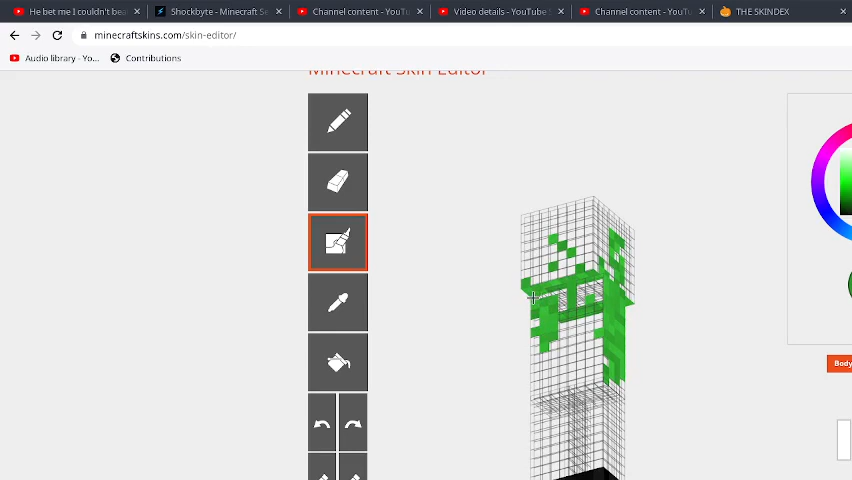 He bet me I couldn't bea
Shockbyte - Minecraft Se
Channel content - YouTu
Video details - YouTube
Channel content - YouTu
THE SKINDEX
minecraftskins.com/skin-editor/
Audio library - Yo...
Contributions
Minecraft Skin Editor
Body